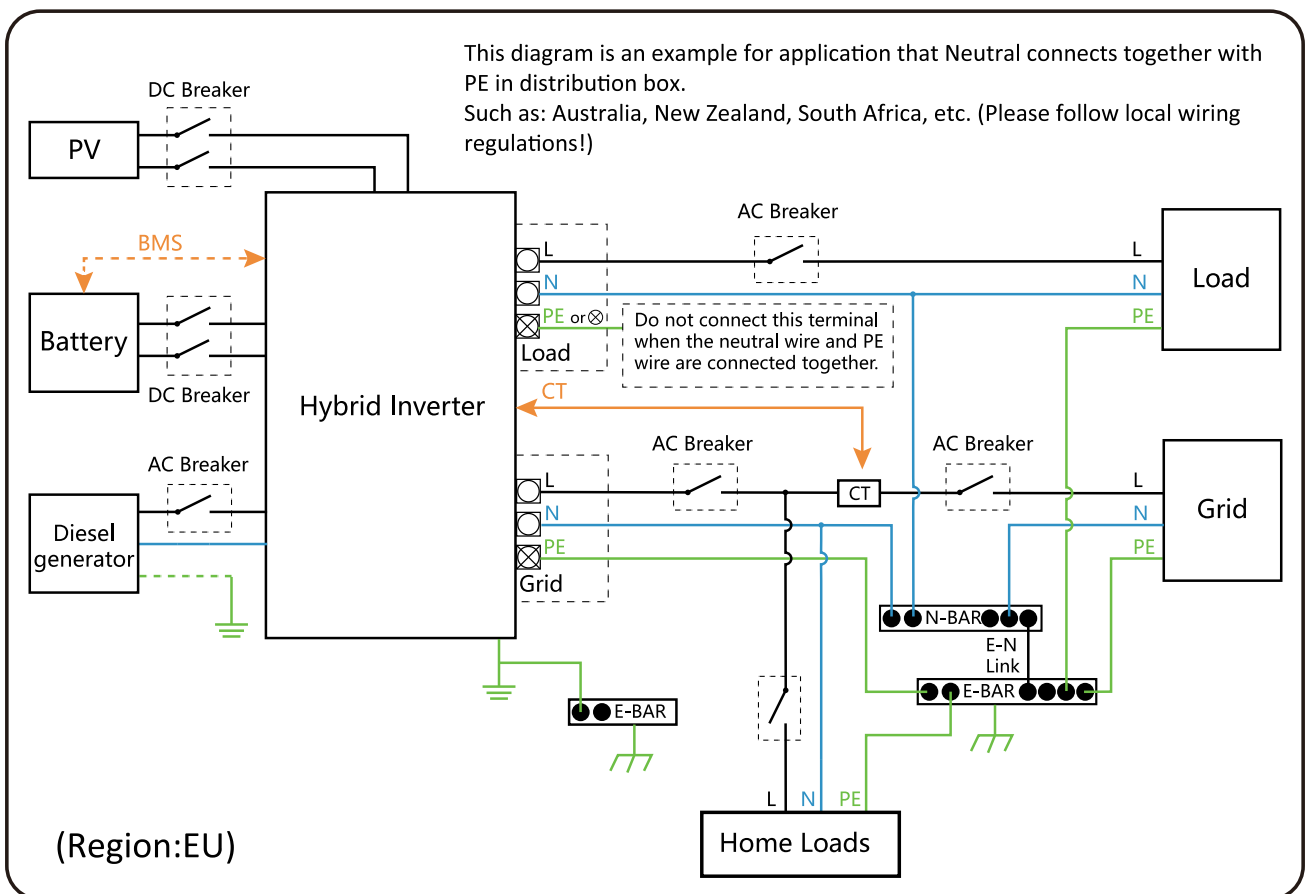 This diagram is an example for application that Neutral connects together with
PE in distribution box.
Such as: Australia, New Zealand, South Africa, etc. (Please follow local wiring
regulations!)
DC Breaker
PV
AC Breaker
BMS
L
L
N
N
Load
PE or⊗
PE
Do not connect this terminal
when the neutral wire and PE
wire are connected together.
Load
Battery
DC Breaker
Hybrid Inverter
CT
AC Breaker
AC Breaker
AC Breaker
L
CT
L
N
N
Grid
Diesel
generator
PE
PE
Grid
N-BAR
E-N
Link
E-BAR
E-BAR
L
N
PE
Home Loads
(Region:EU)